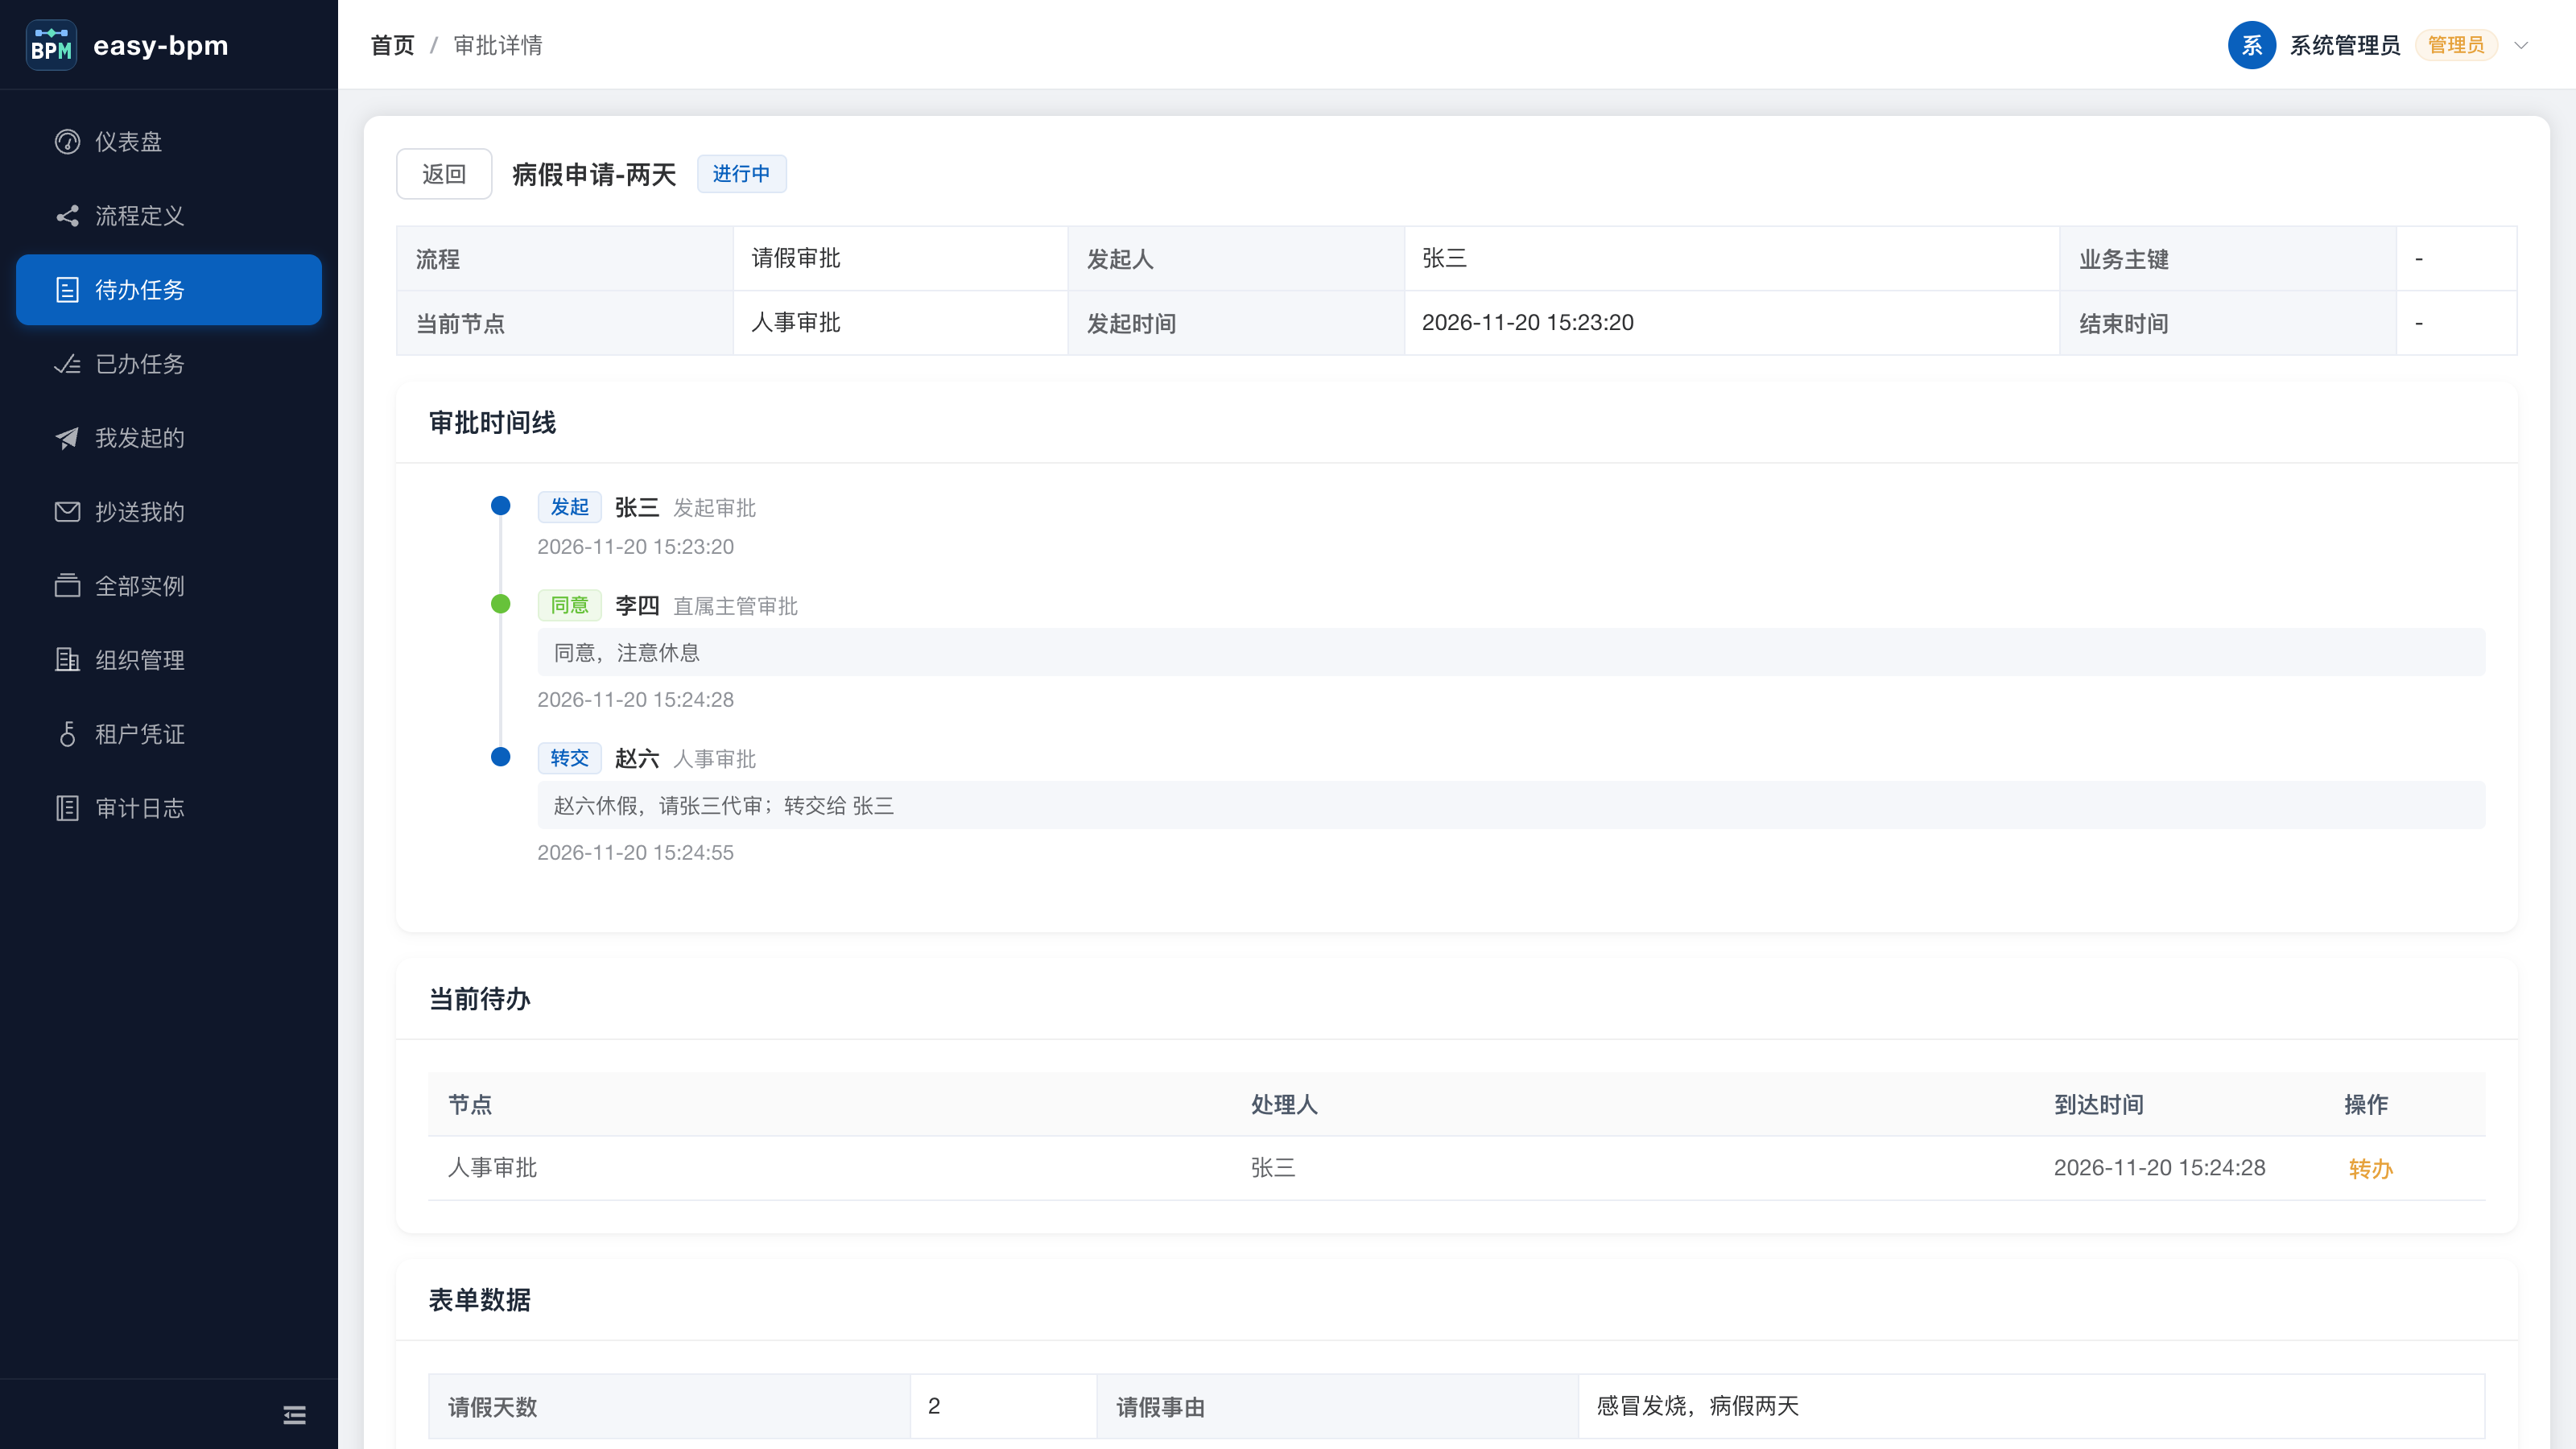 BPM easy-bpm
首页 / 审批详情
系 系统管理员 管理员
仪表盘
流程定义
待办任务
已办任务
我发起的
抄送我的
全部实例
组织管理
租户凭证
审计日志
返回 病假申请-两天 进行中
流程 请假审批 发起人 张三 业务主键 -
当前节点 人事审批 发起时间 2026-11-20 15:23:20 结束时间 -
审批时间线
发起 张三 发起审批
2026-11-20 15:23:20
同意 李四 直属主管审批
同意，注意休息
2026-11-20 15:24:28
转交 赵六 人事审批
赵六休假，请张三代审；转交给 张三
2026-11-20 15:24:55
当前待办
节点 处理人 到达时间 操作
人事审批 张三 2026-11-20 15:24:28 转办
表单数据
请假天数 2 请假事由 感冒发烧，病假两天